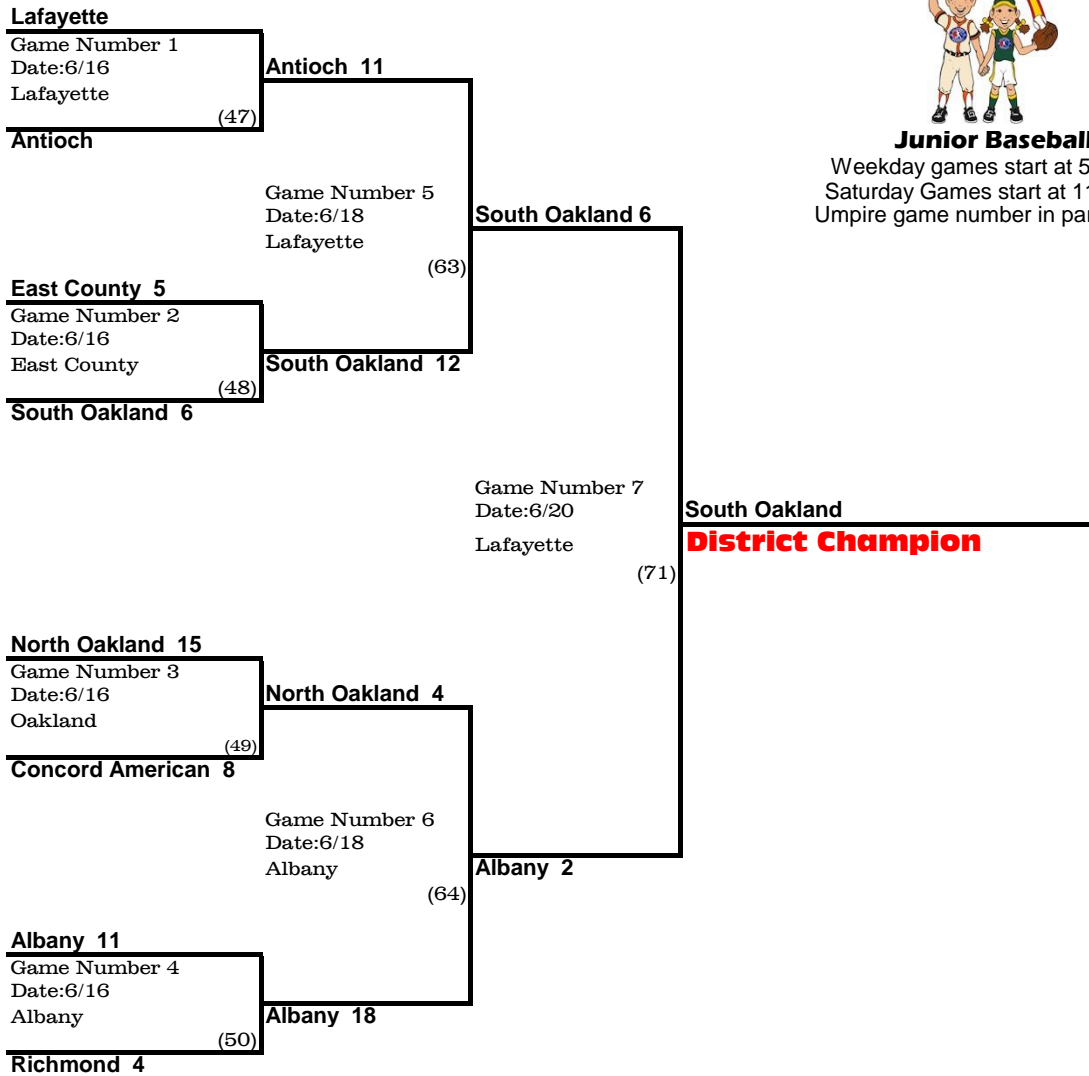 Lafayette
Game Number 1
Date:6/16
Lafayette
(47)
Antioch
Antioch 11
Game Number 5
Date:6/18
Lafayette
(63)
East County 5
Game Number 2
Date:6/16
East County
(48)
South Oakland 6
South Oakland 12
South Oakland 6
Junior Baseball
Weekday games start at 5
Saturday Games start at 1
Umpire game number in
Game Number 7
Date:6/20
Lafayette
(71)
South Oakland
District Champion
North Oakland 15
Game Number 3
Date:6/16
Oakland
(49)
Concord American 8
North Oakland 4
Game Number 6
Date:6/18
Albany
(64)
Albany 11
Game Number 4
Date:6/16
Albany
(50)
Richmond 4
Albany 18
Albany 2